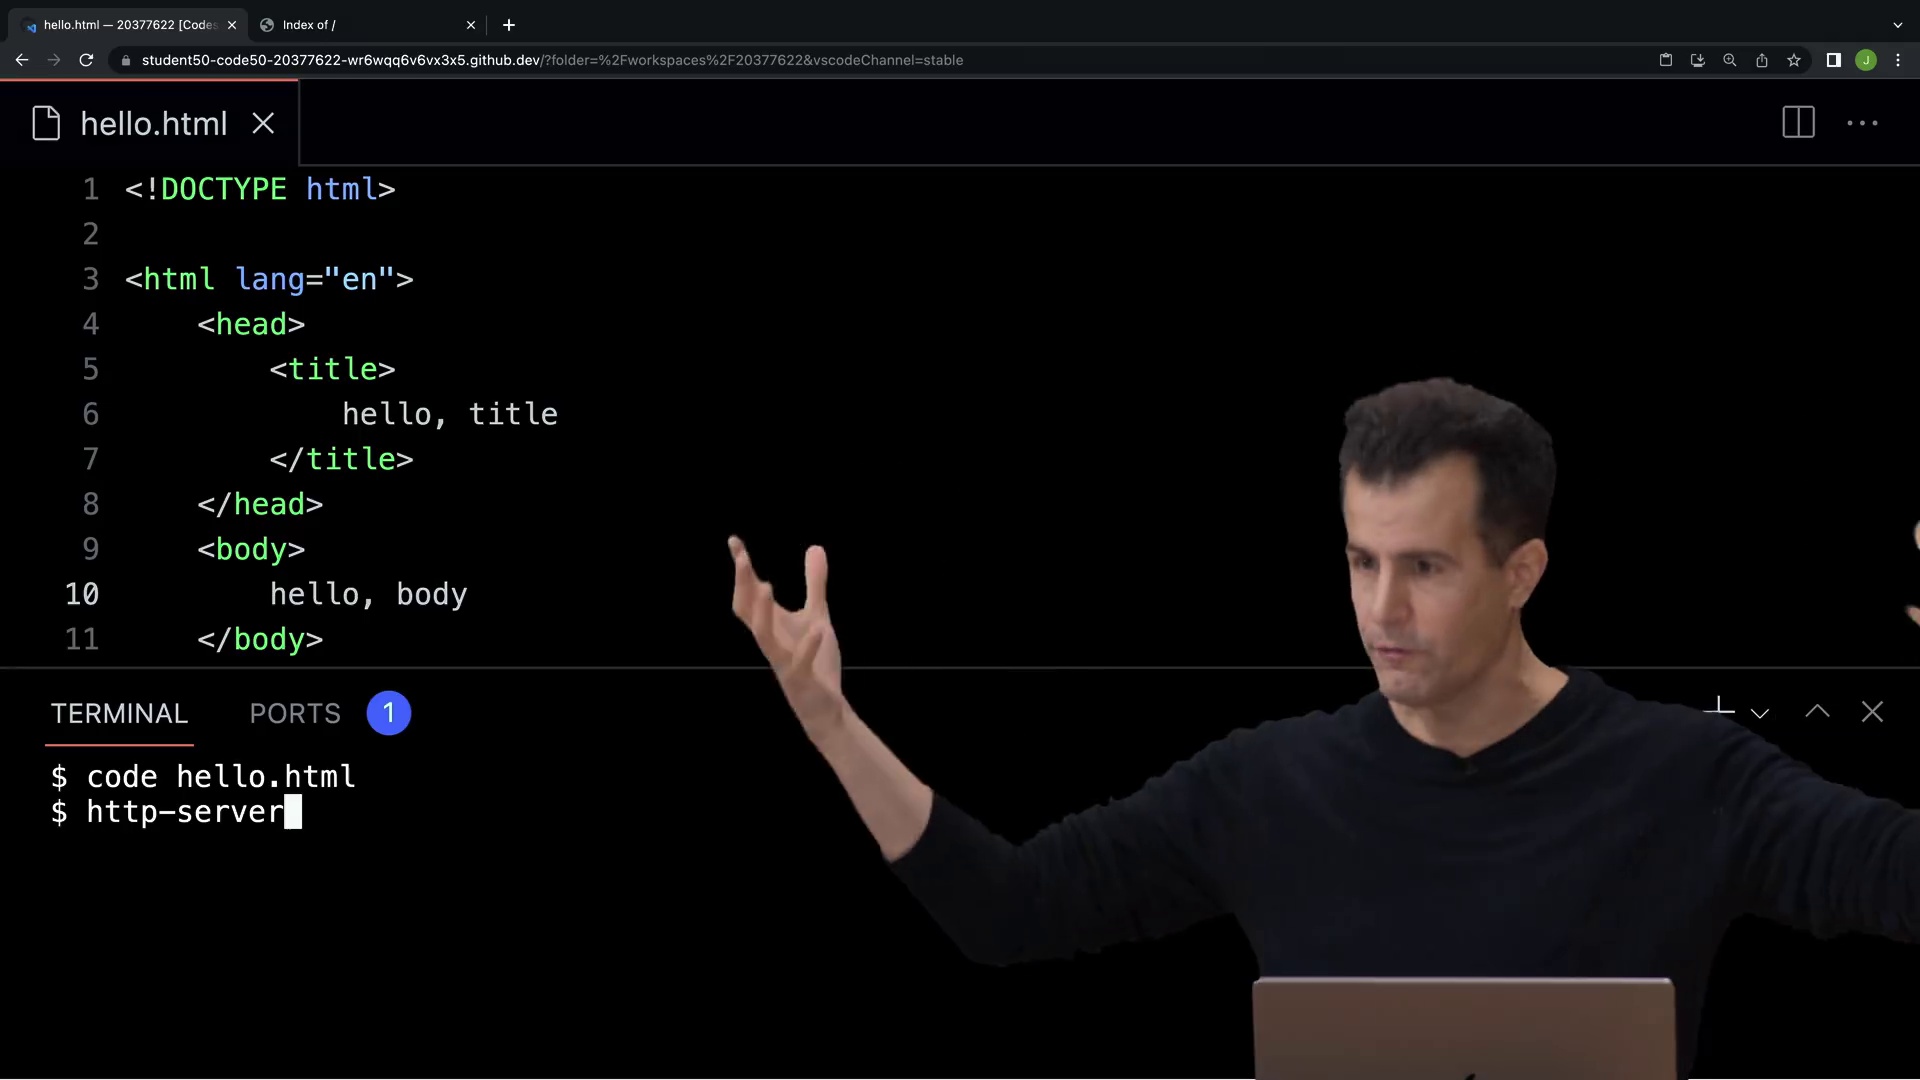 hello.html — 20377622 [Codes
Index of /
student50-code50-20377622-wr6wqq6v6vx3x5.github.dev/?folder=%2Fworkspaces%2F20377622&vscodeChannel=stable
J
hello.html
1 <!DOCTYPE html>
2
3 <html lang="en">
4 <head>
5 <title>
6 hello, title
7 </title>
8 </head>
9 <body>
10 hello, body
11 </body>
TERMINAL PORTS 1
$ code hello.html
$ http-server